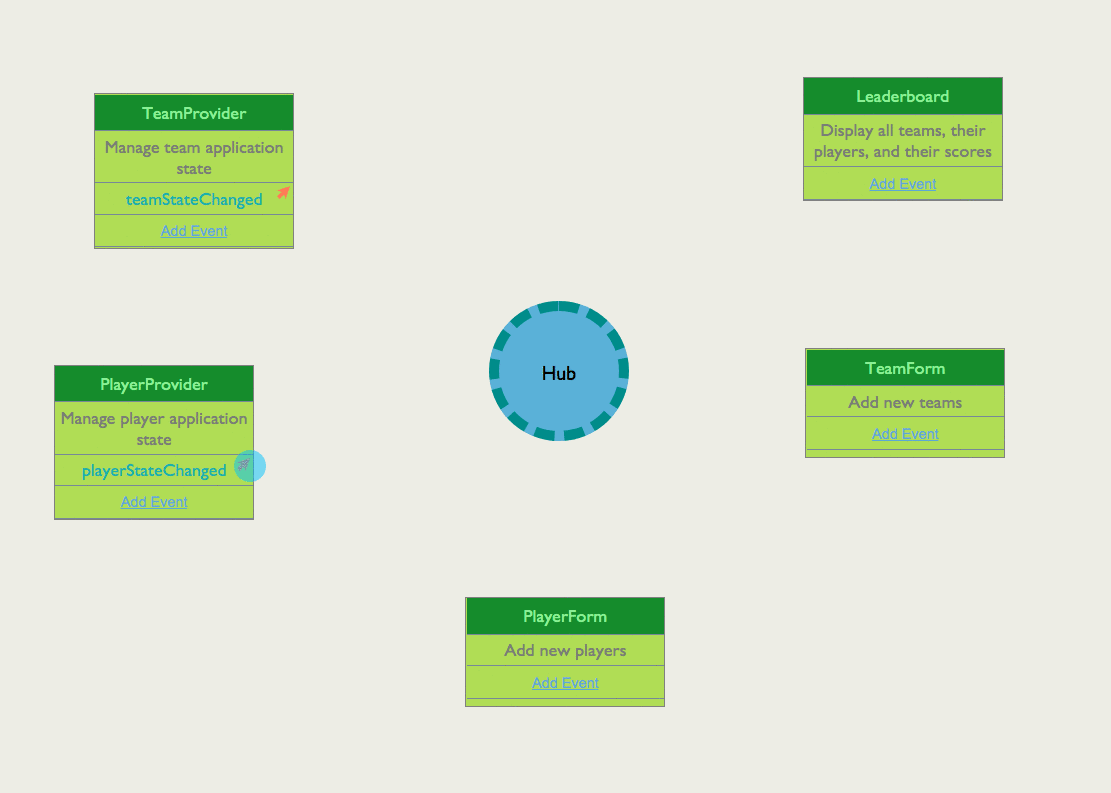 TeamProvider
Manage team application
state
teamStateChanged
Add Event
Leaderboard
Display all teams, their
players, and their scores
Add Event
Hub
PlayerProvider
Manage player application
state
playerStateChanged
Add Event
TeamForm
Add new teams
Add Event
PlayerForm
Add new players
Add Event